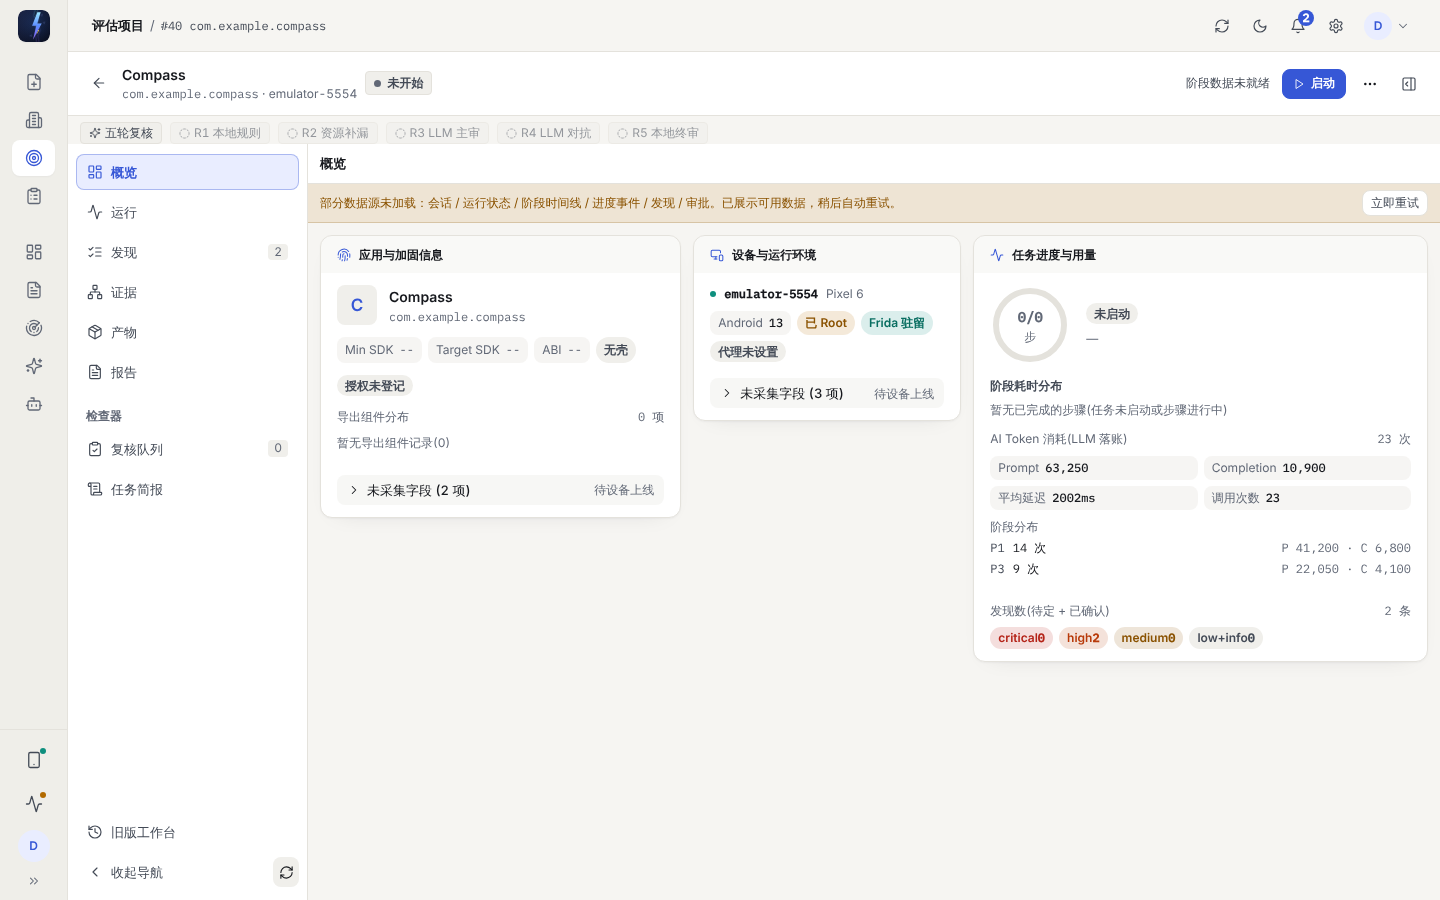 评估项目 / #40 com.example.compass
2
D
Compass
com.example.compass · emulator-5554
未开始
阶段数据未就绪
启动
五轮复核
R1 本地规则
R2 资源补漏
R3 LLM 主审
R4 LLM 对抗
R5 本地终审
概览
运行
发现 2
证据
产物
报告
检查器
复核队列 0
任务简报
旧版工作台
收起导航
D
概览
部分数据源未加载：会话 / 运行状态 / 阶段时间线 / 进度事件 / 发现 / 审批。已展示可用数据，稍后自动重试。
立即重试
应用与加固信息
C
Compass
com.example.compass
Min SDK --
Target SDK --
ABI --
无壳
授权未登记
导出组件分布 0 项
暂无导出组件记录(0)
未采集字段 (2 项) 待设备上线
设备与运行环境
emulator-5554 Pixel 6
Android 13
已 Root
Frida 驻留
代理未设置
未采集字段 (3 项) 待设备上线
任务进度与用量
0/0
步
未启动
—
阶段耗时分布
暂无已完成的步骤(任务未启动或步骤进行中)
AI Token 消耗(LLM 落账) 23 次
Prompt 63,250
Completion 10,900
平均延迟 2002ms
调用次数 23
阶段分布
P1 14 次 P 41,200 · C 6,800
P3 9 次 P 22,050 · C 4,100
发现数(待定 + 已确认) 2 条
critical0
high2
medium0
low+info0